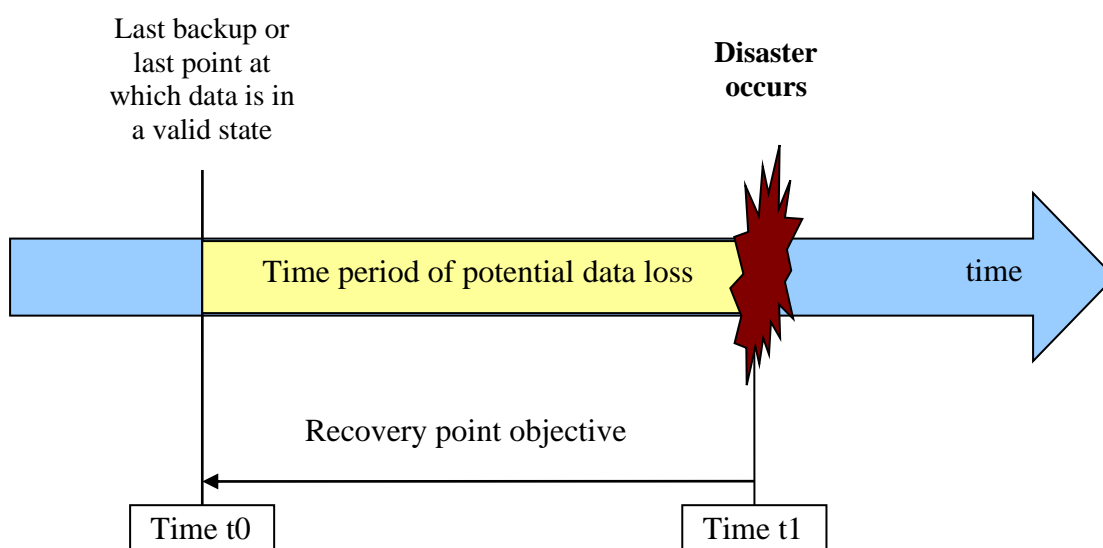 Last backup or
last point at
which data is in
a valid state
Disaster
occurs
Time period of potential data loss
time
Recovery point objective
Time t0
Time t1